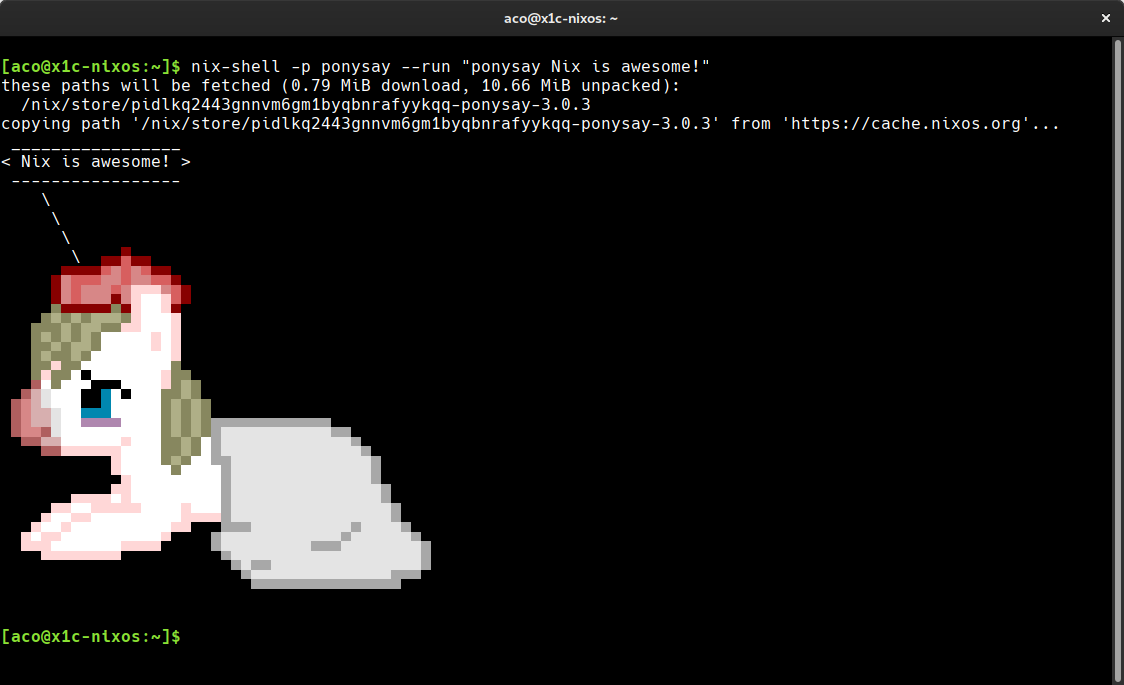 aco@x1c-nixos: ~
[aco@x1c-nixos:~]$ nix-shell -p ponysay --run "ponysay Nix is awesome!"
these paths will be fetched (0.79 MiB download, 10.66 MiB unpacked):
  /nix/store/pidlkq2443gnnvm6gm1byqbnrafyykqq-ponysay-3.0.3
copying path '/nix/store/pidlkq2443gnnvm6gm1byqbnrafyykqq-ponysay-3.0.3' from 'https://cache.nixos.org'...
< Nix is awesome! >
[aco@x1c-nixos:~]$